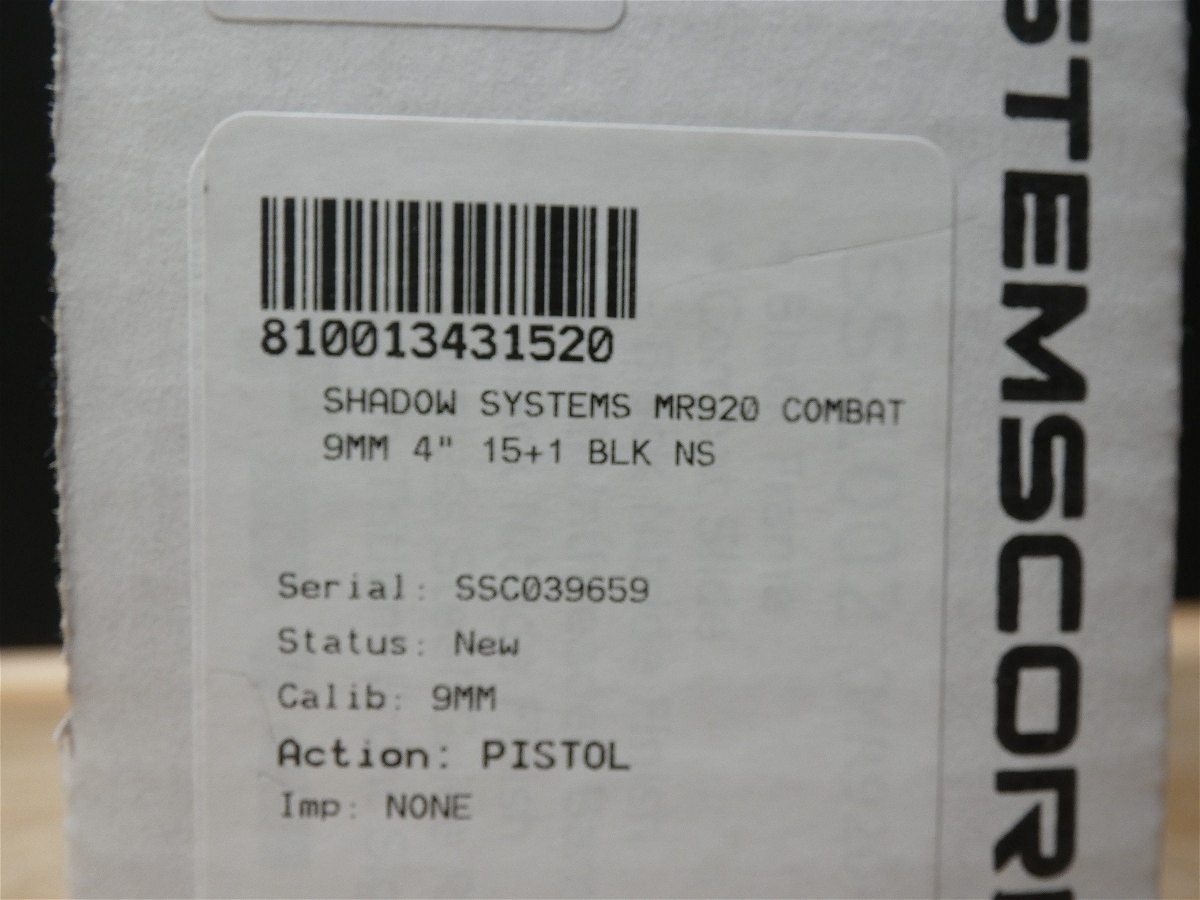 810013431520
SHADOW SYSTEMS MR920 COMBAT
9MM 4" 15+1 BLK NS
Serial: SSC039659
Status: New
Calib: 9MM
Action: PISTOL
Imp: NONE
STEMSCOR